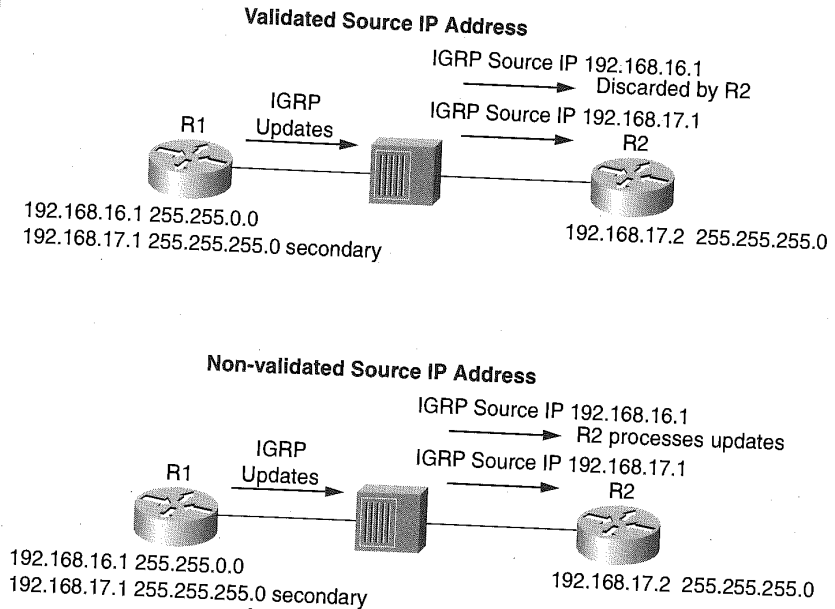 Validated Source IP Address
IGRP Source IP 192.168.16.1
Discarded by R2
IGRP
Updates
IGRP Source IP 192.168.17.1
R1
R2
192.168.16.1 255.255.0.0
192.168.17.1 255.255.255.0 secondary
192.168.17.2 255.255.255.0
Non-validated Source IP Address
IGRP Source IP 192.168.16.1
R2 processes updates
IGRP
Updates
IGRP Source IP 192.168.17.1
R1
R2
192.168.16.1 255.255.0.0
192.168.17.1 255.255.255.0 secondary
192.168.17.2 255.255.255.0